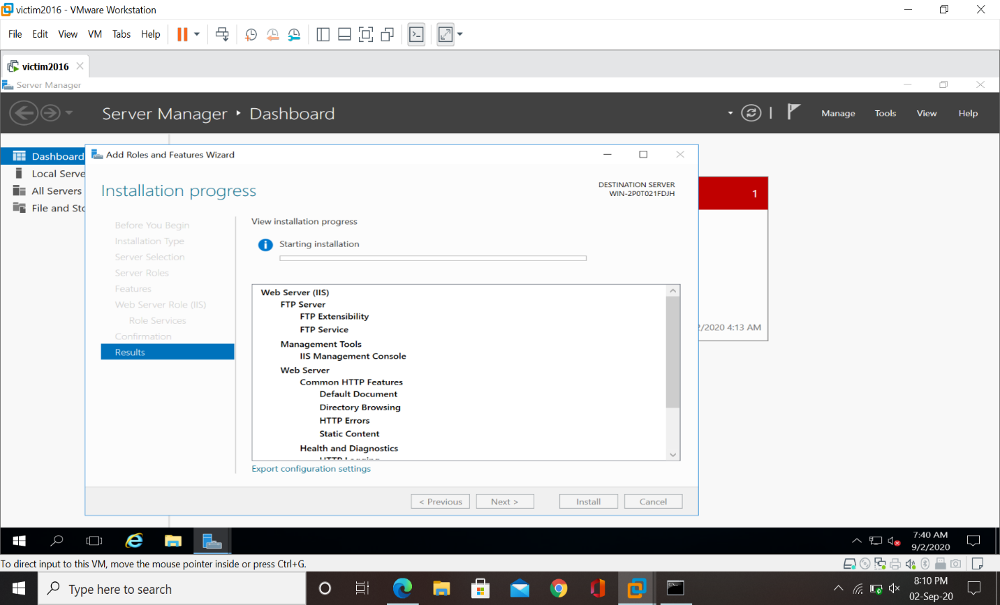 victim2016 - VMware Workstation
File Edit View VM Tabs Help
victim2016
Server Manager
Server Manager ‣ Dashboard
Manage Tools View Help
Dashboard
Local Serve
All Servers
File and Sto
Add Roles and Features Wizard
Installation progress
DESTINATION SERVER
WIN-2P0T021FDJH
Before You Begin
Installation Type
Server Selection
Server Roles
Features
Web Server Role (IIS)
Role Services
Confirmation
Results
View installation progress
Starting installation
Web Server (IIS)
FTP Server
FTP Extensibility
FTP Service
Management Tools
IIS Management Console
Web Server
Common HTTP Features
Default Document
Directory Browsing
HTTP Errors
Static Content
Health and Diagnostics
HTTP Logging
Export configuration settings
< Previous Next > Install Cancel
1
2/2020 4:13 AM
7:40 AM
9/2/2020
To direct input to this VM, move the mouse pointer inside or press Ctrl+G.
Type here to search
8:10 PM
02-Sep-20